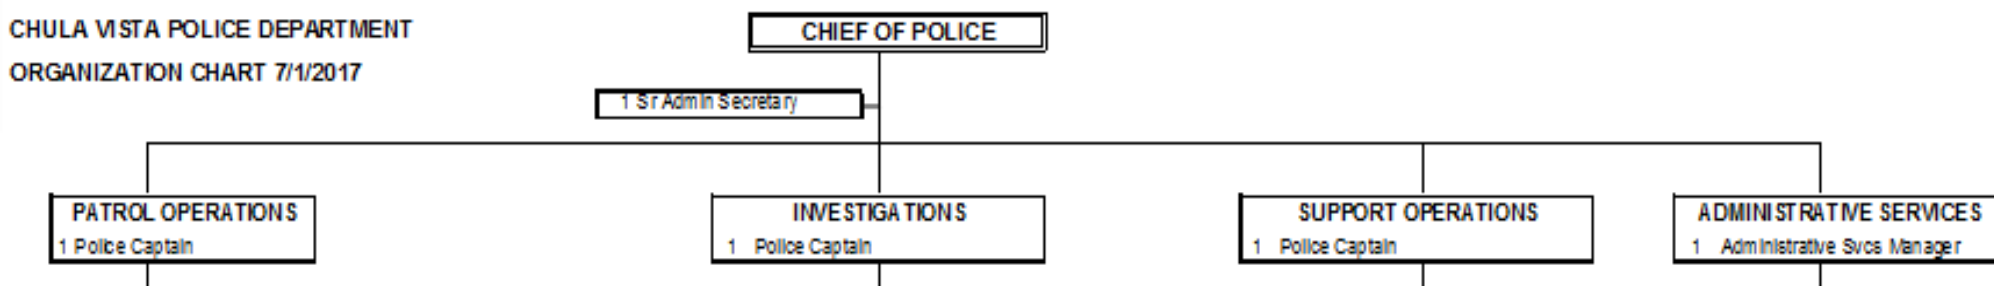 CHULA VISTA POLICE DEPARTMENT
ORGANIZATION CHART 7/1/2017
CHIEF OF POLICE
1 Sr Admin Secretary
PATROL OPERATIONS
1 Police Captain
INVESTIGATIONS
1 Police Captain
SUPPORT OPERATIONS
1 Police Captain
ADMINISTRATIVE SERVICES
1 Administrative Svcs Manager